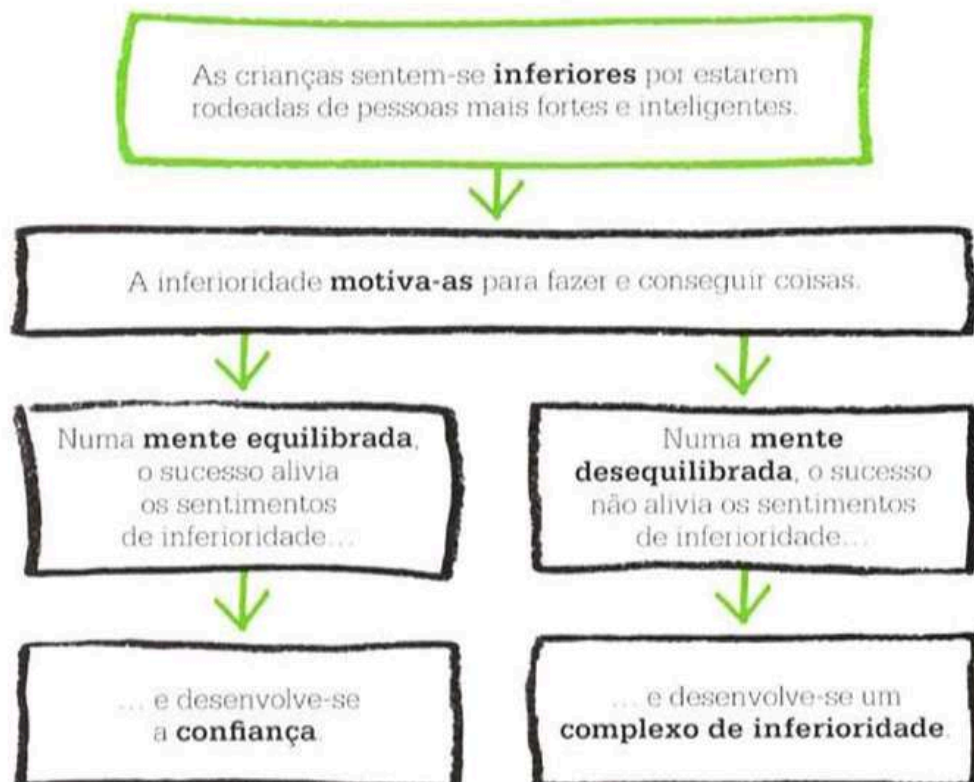 As crianças sentem-se inferiores por estarem
rodeadas de pessoas mais fortes e inteligentes.
A inferioridade motiva-as para fazer e conseguir coisas.
Numa mente equilibrada,
o sucesso alivia
os sentimentos
de inferioridade…
Numa mente
desequilibrada, o sucesso
não alivia os sentimentos
de inferioridade…
… e desenvolve-se
a confiança
… e desenvolve-se um
complexo de inferioridade.